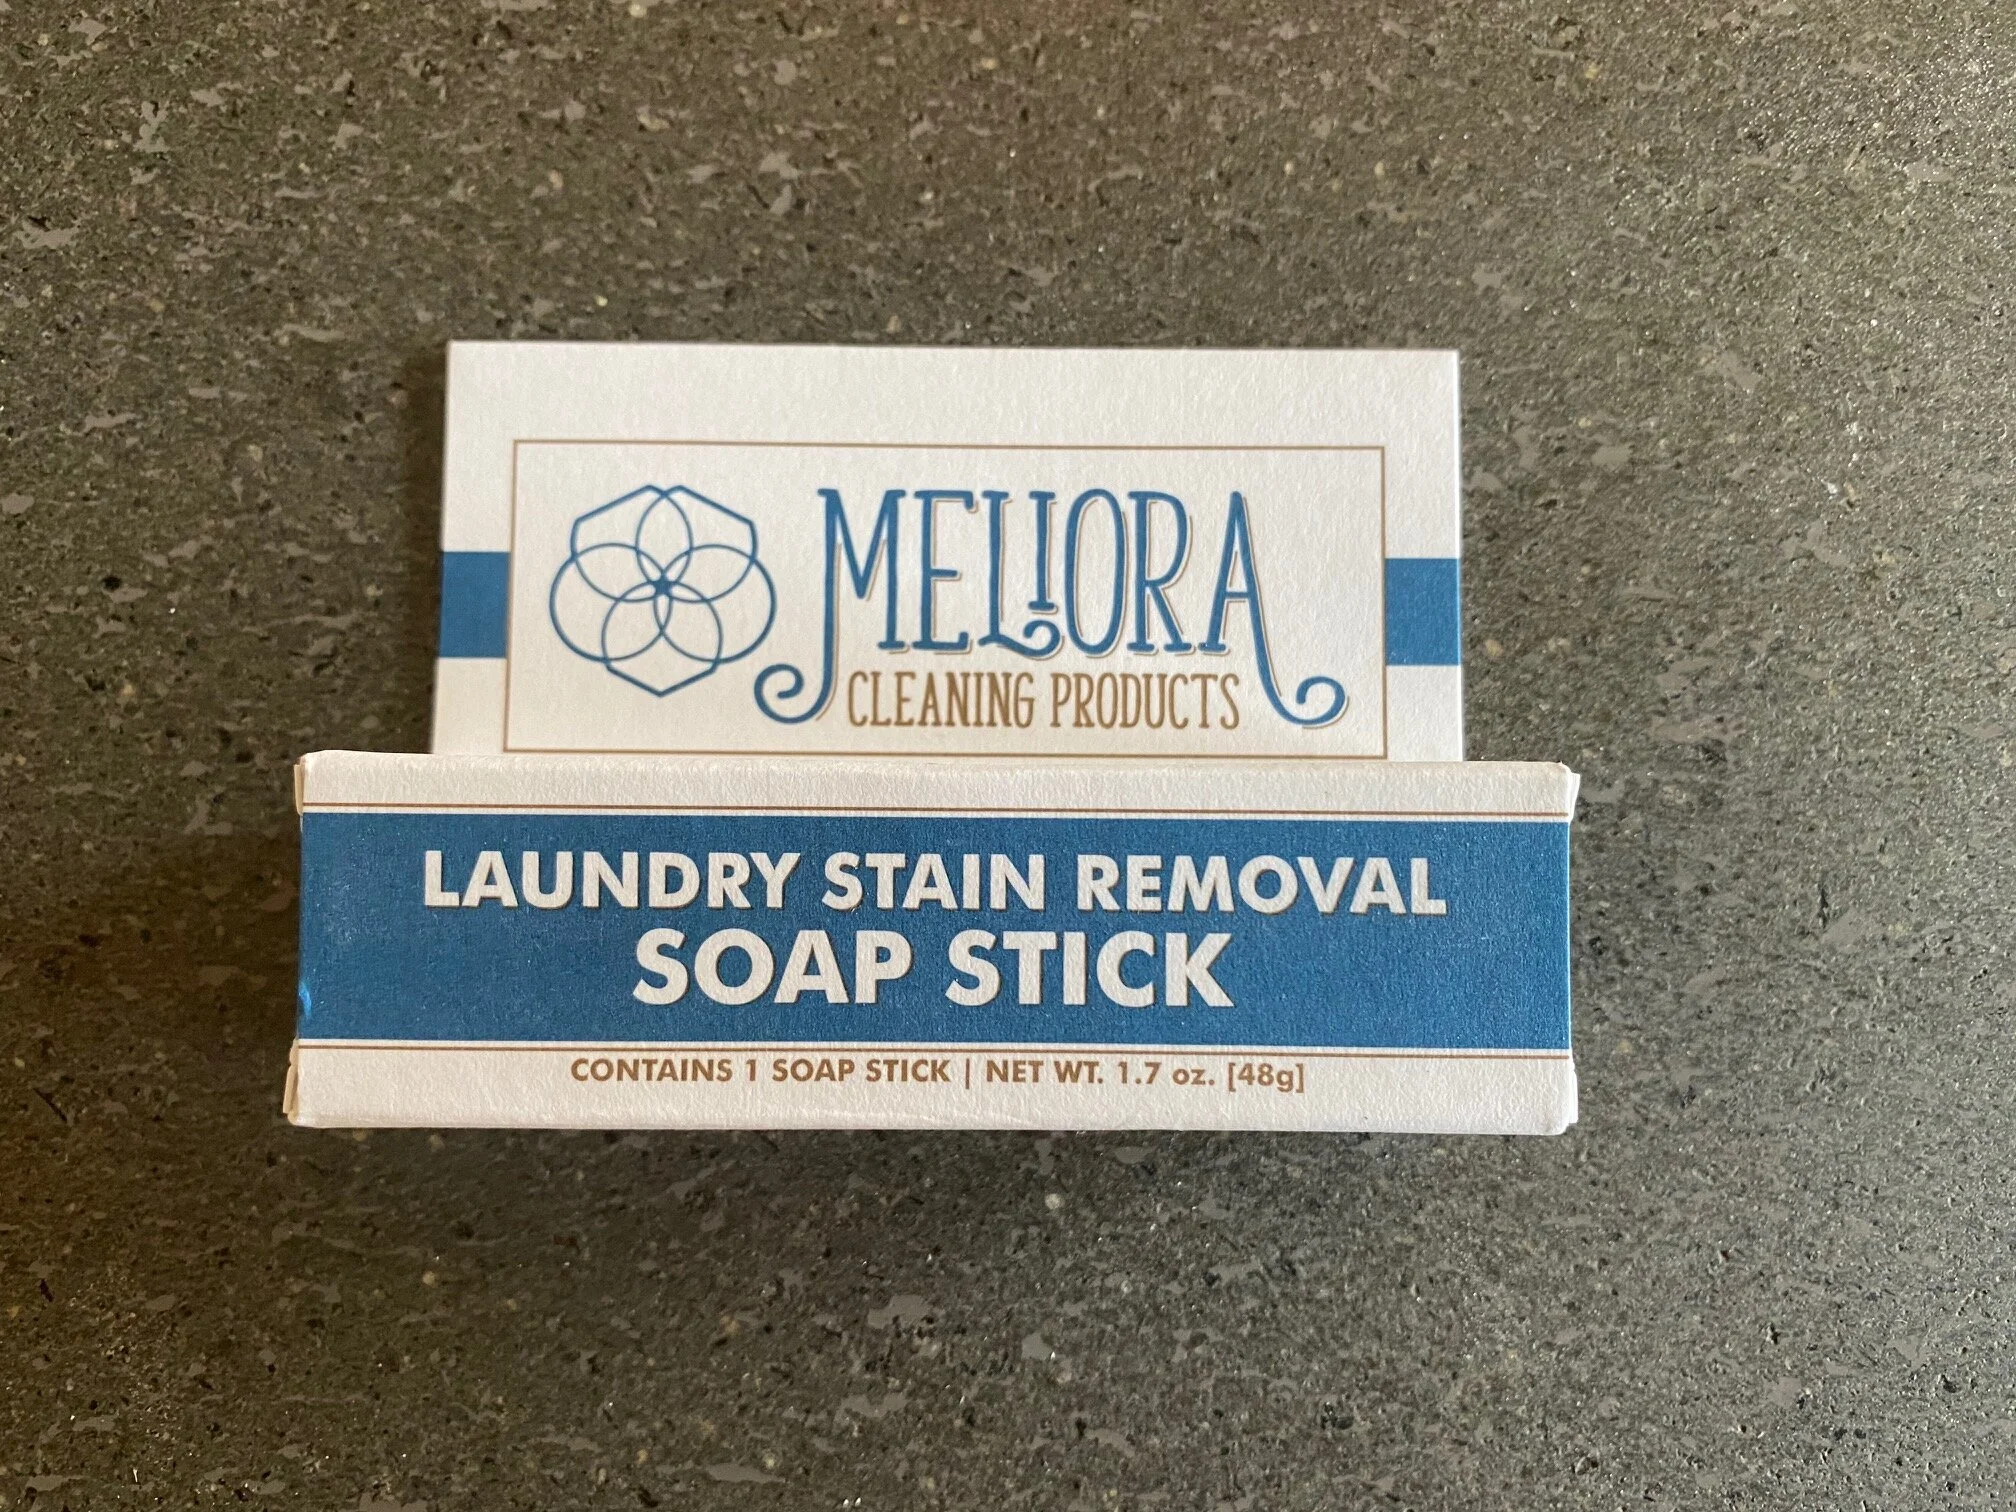 MELIORA
CLEANING PRODUCTS
LAUNDRY STAIN REMOVAL
SOAP STICK
CONTAINS 1 SOAP STICK | NET WT. 1.7 oz. [48g]